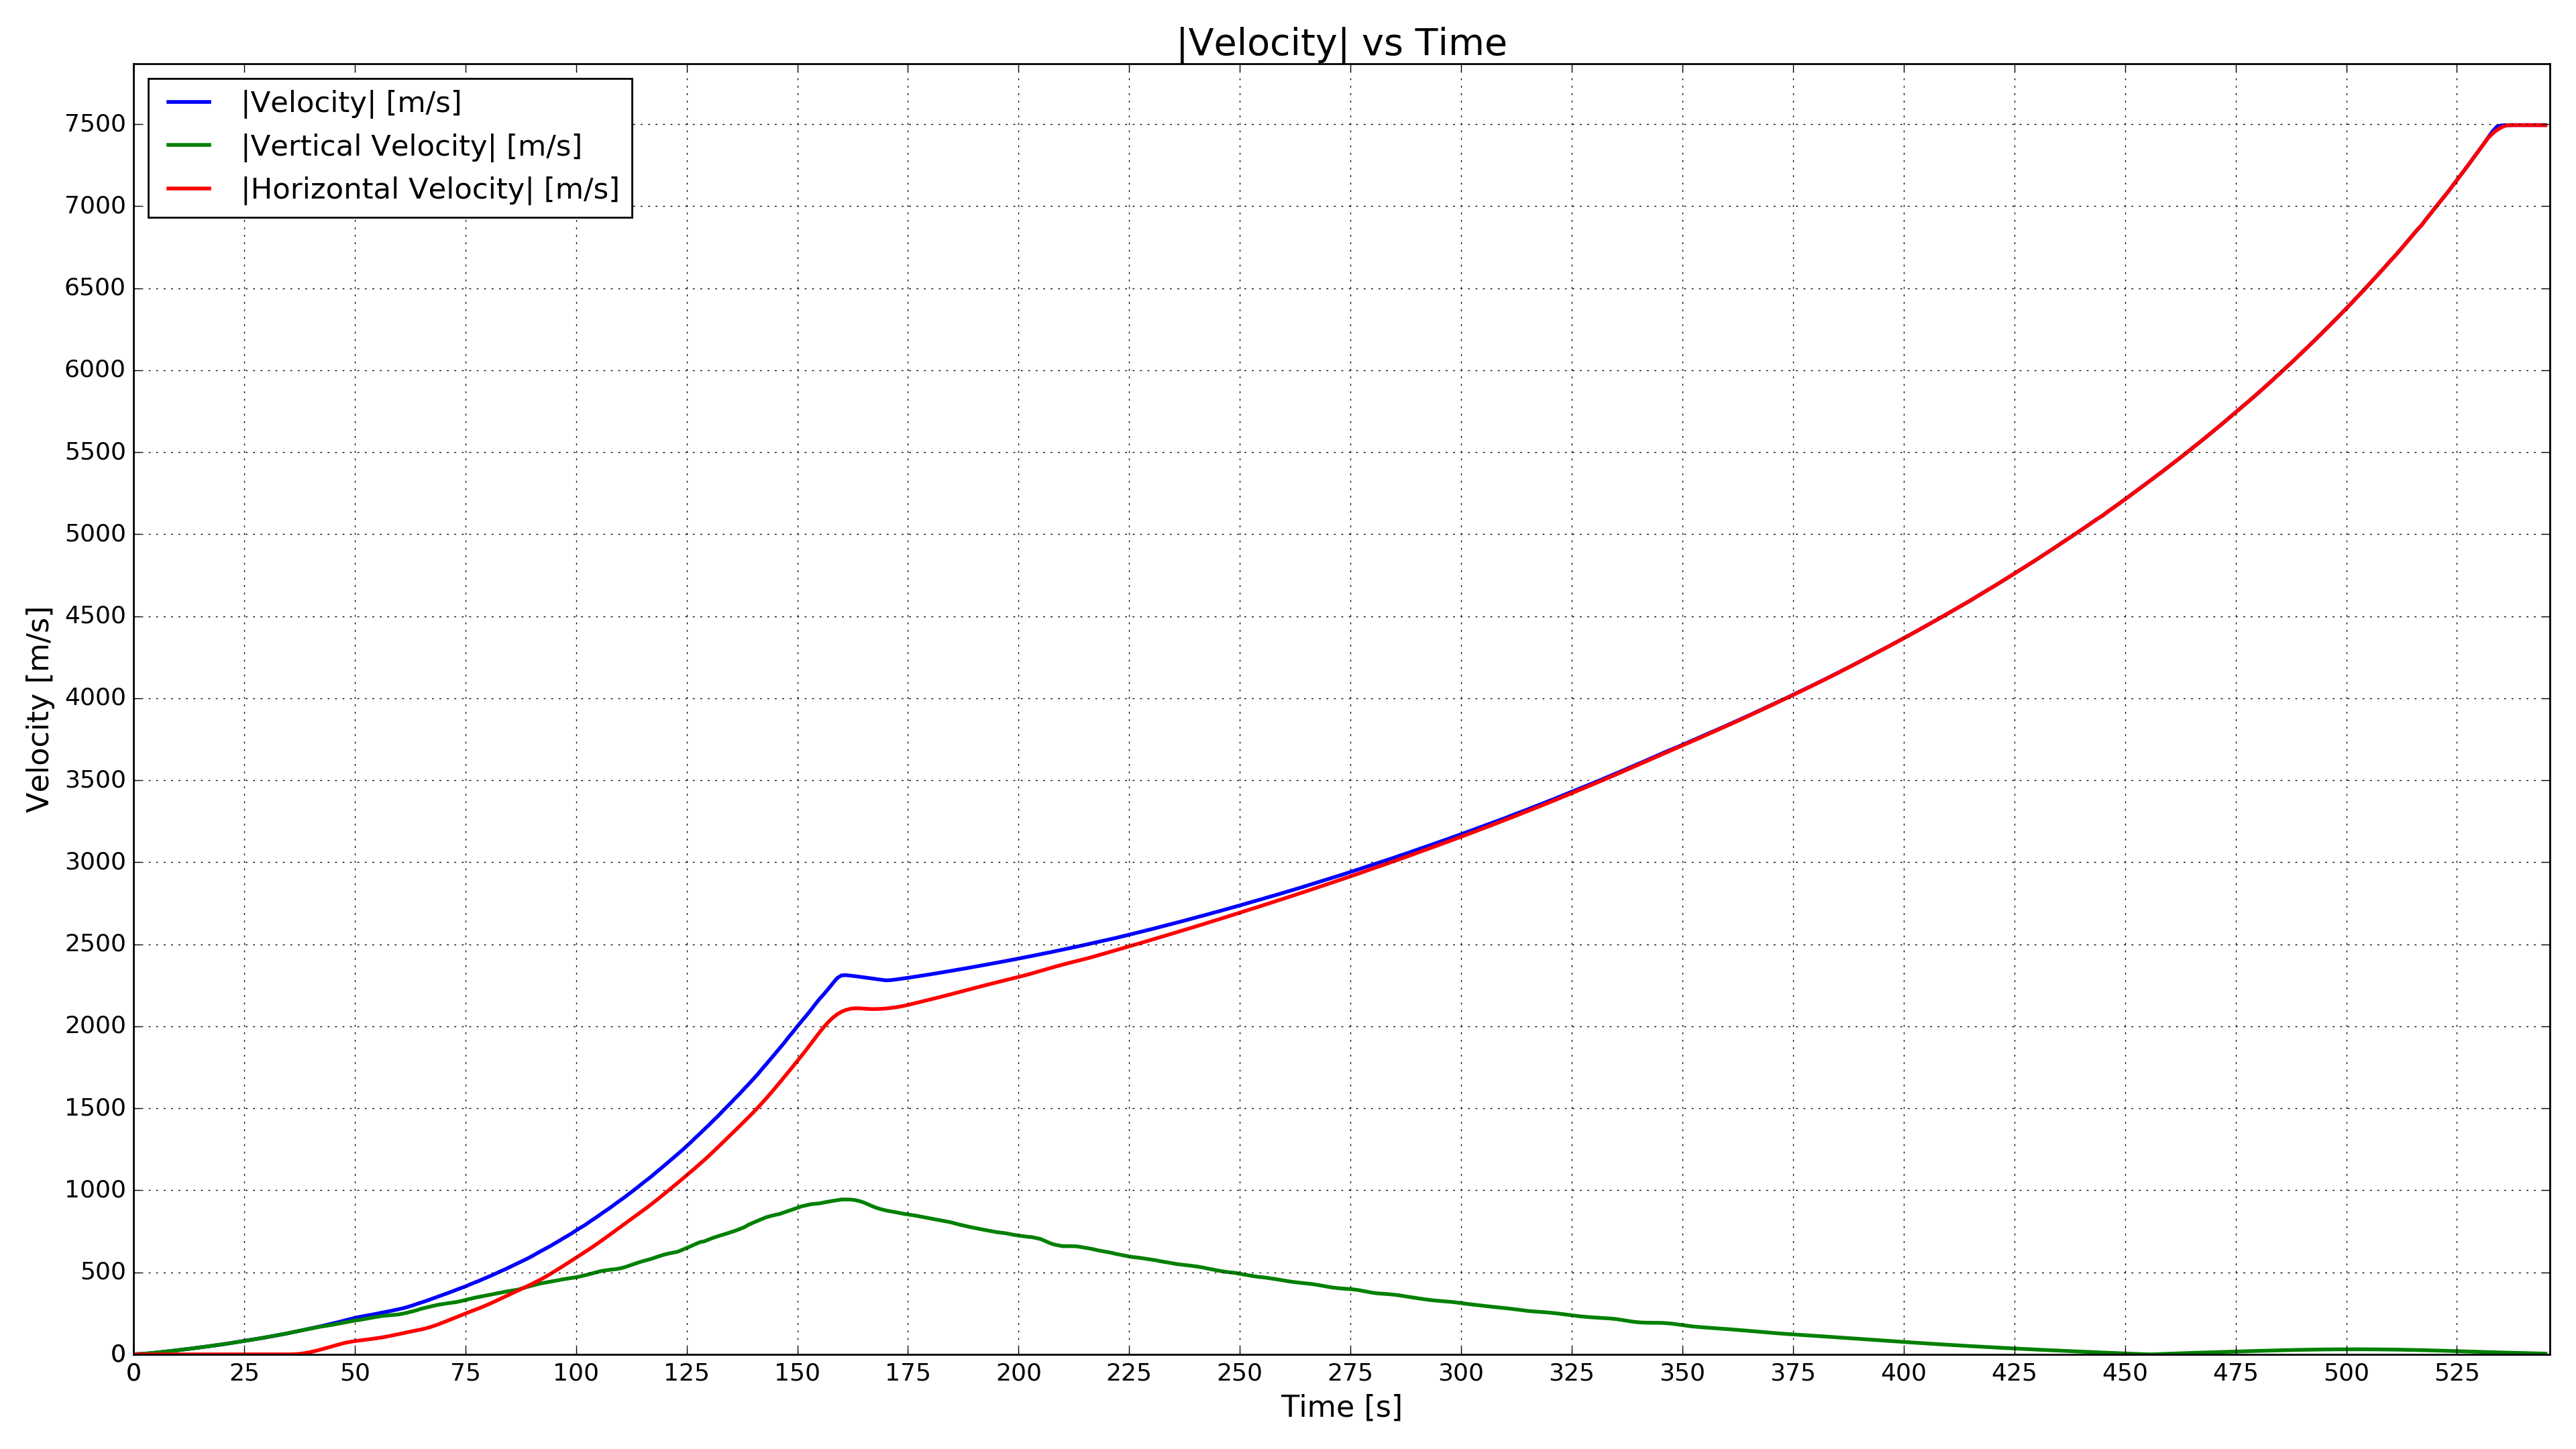 |Velocity| vs Time
|Velocity| [m/s]
|Vertical Velocity| [m/s]
|Horizontal Velocity| [m/s]
7500
7000
6500
6000
5500
5000
4500
4000
3500
3000
2500
2000
1500
1000
500
0
Velocity [m/s]
0 25 50 75 100 125 150 175 200 225 250 275 300 325 350 375 400 425 450 475 500 525
Time [s]